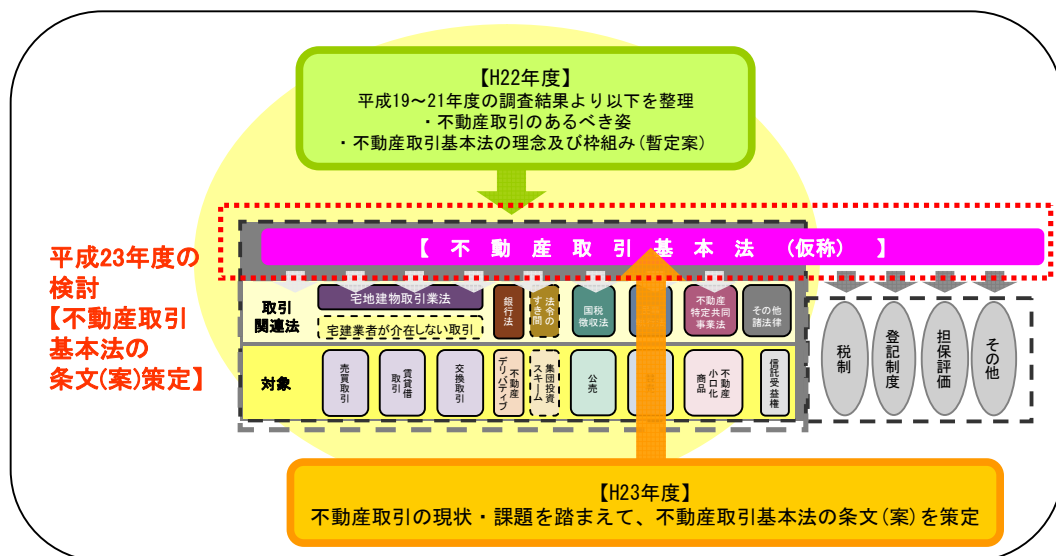 【H22年度】
平成19～21年度の調査結果より以下を整理
・不動産取引のあるべき姿
・不動産取引基本法の理念及び枠組み(暫定案)
【 不 動 産 取 引 基 本 法 (仮称) 】
平成23年度の
検討
【不動産取引
基本法の
条文(案)策定】
取引
関連法
宅地建物取引業法
宅建業者が介在しない取引
銀行法
法令の
すき間
国税
徴収法
不動産
特定共同
事業法
その他
諸法律
対象
売買取引
賃貸借
取引
交換取引
不動産
デリバティブ
集団投資
スキーム
公売
不動産
小口化
商品
信託受益権
税制
登記制度
担保評価
その他
【H23年度】
不動産取引の現状・課題を踏まえて、不動産取引基本法の条文(案)を策定